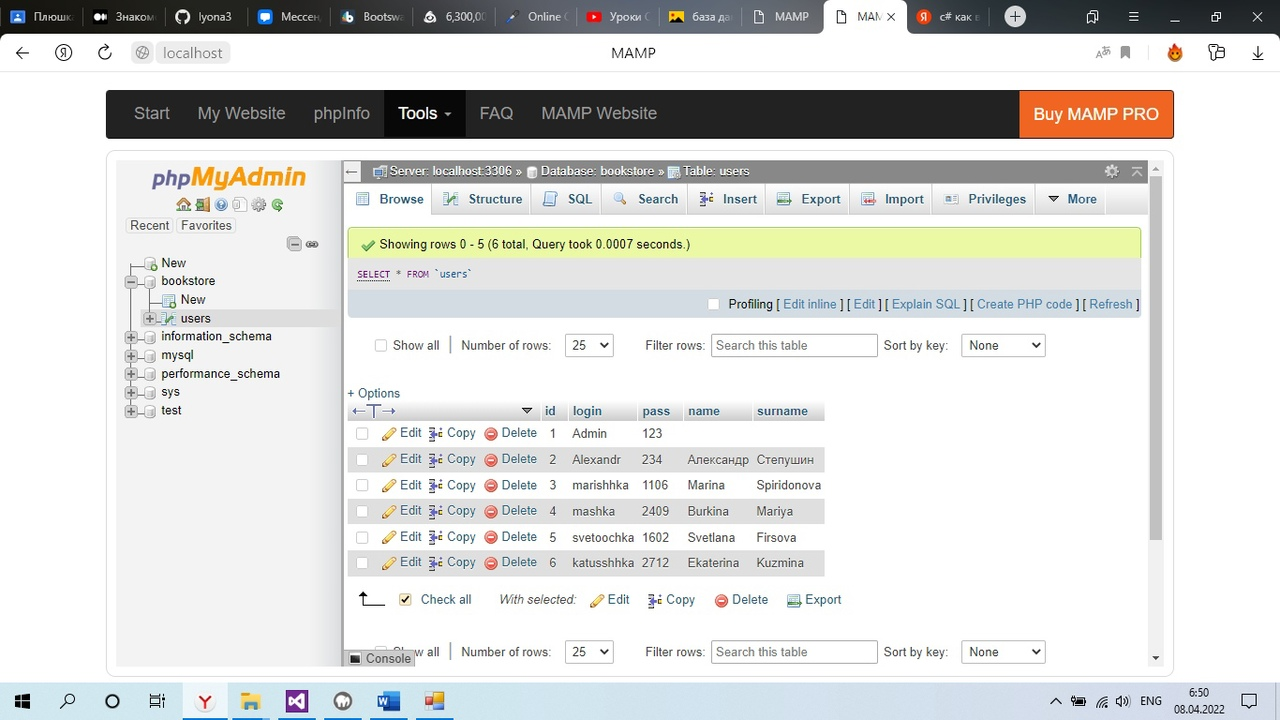 Плюшк
Знаком
lyona3
Мессен
Bootswa
6,300,00
Online
Уроки C
база да
MAMP
MAM
c# как в
localhost
MAMP
Start My Website phpInfo Tools FAQ MAMP Website Buy MAMP PRO
phpMyAdmin
Recent Favorites
New
bookstore
New
users
information_schema
mysql
performance_schema
sys
test
Server: localhost:3306 » Database: bookstore » Table: users
Browse Structure SQL Search Insert Export Import Privileges More
Showing rows 0 - 5 (6 total, Query took 0.0007 seconds.)
SELECT * FROM `users`
Profiling [ Edit inline ] [ Edit ] [ Explain SQL ] [ Create PHP code ] [ Refresh ]
Show all Number of rows: 25 Filter rows: Search this table Sort by key: None
+ Options
id login pass name surname
Edit Copy Delete 1 Admin 123
Edit Copy Delete 2 Alexandr 234 Александр Степушин
Edit Copy Delete 3 marishhka 1106 Marina Spiridonova
Edit Copy Delete 4 mashka 2409 Burkina Mariya
Edit Copy Delete 5 svetoochka 1602 Svetlana Firsova
Edit Copy Delete 6 katusshhka 2712 Ekaterina Kuzmina
Check all With selected: Edit Copy Delete Export
all Number of rows: 25 Filter rows: Search this table Sort by key: None
Console
ENG
6:50
08.04.2022